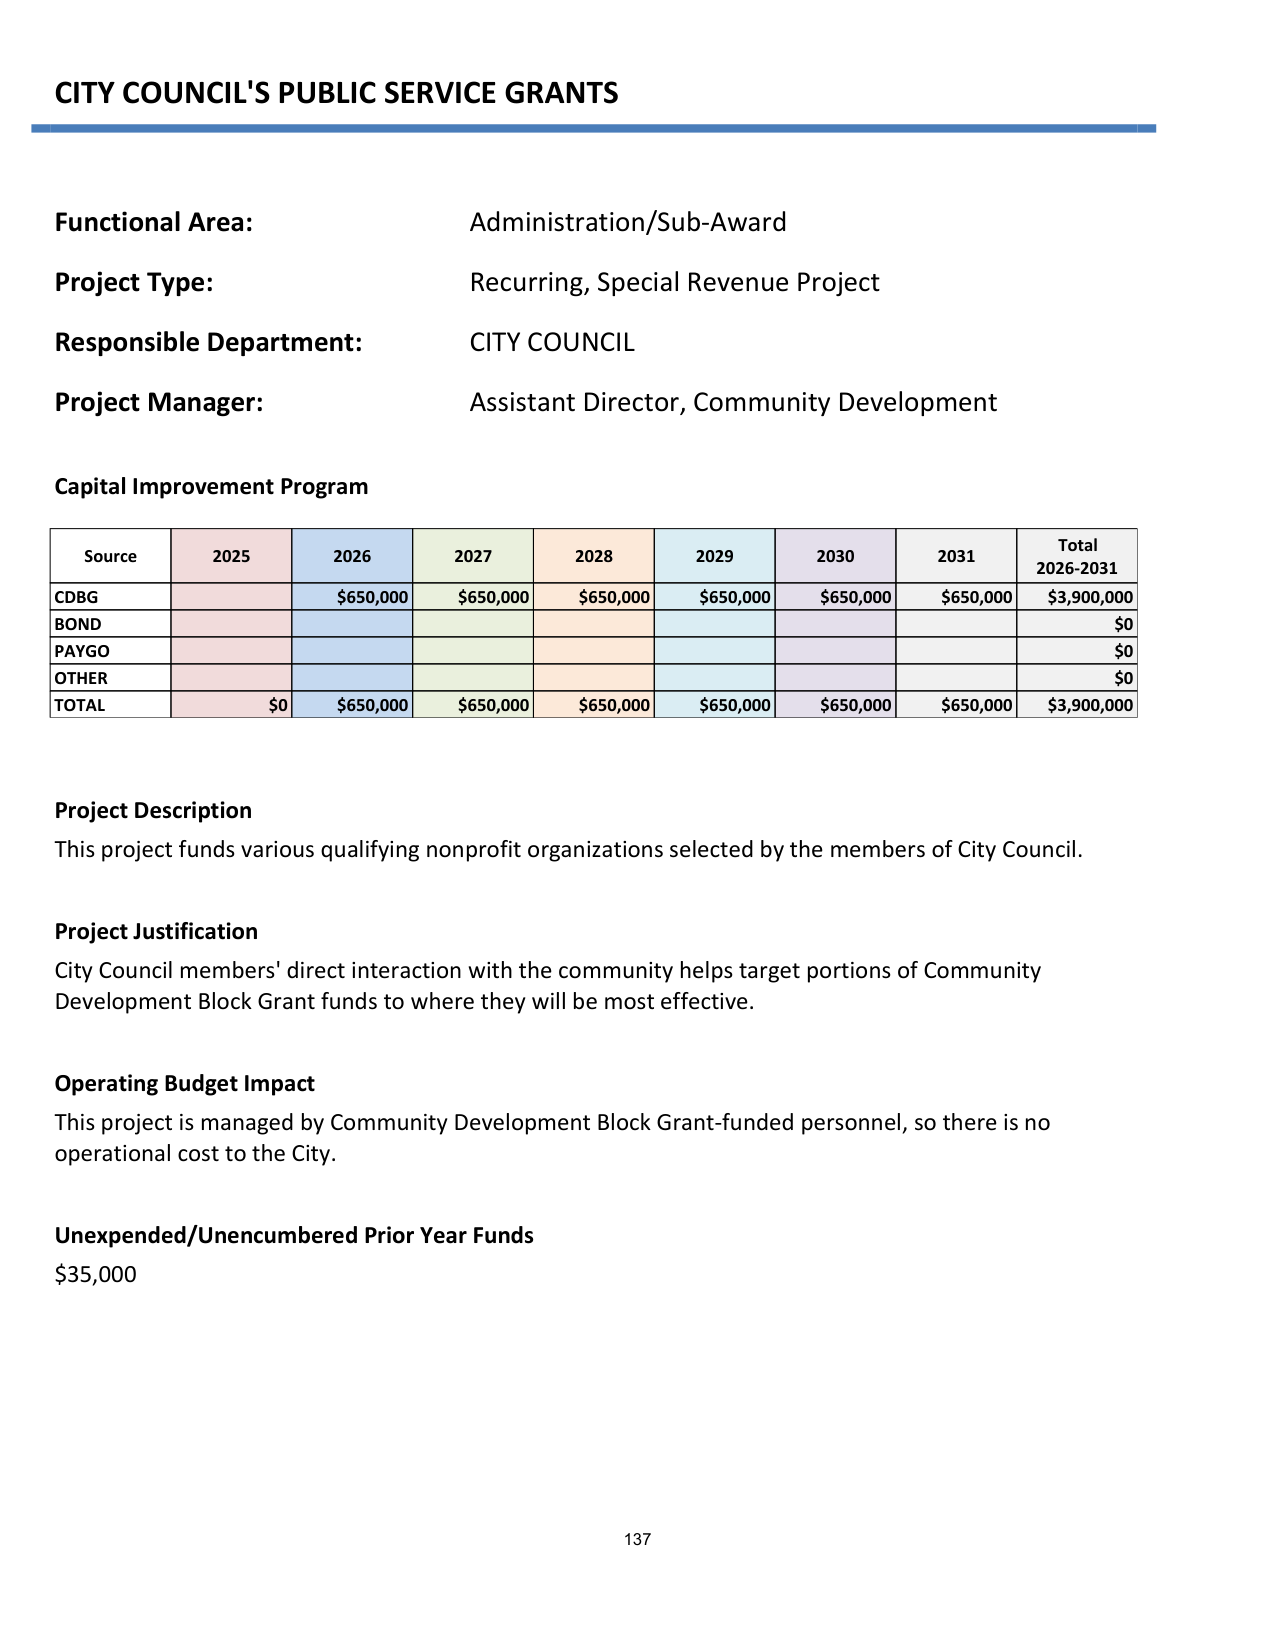 CITY COUNCIL'S PUBLIC SERVICE GRANTS
Functional Area: Administration/Sub-Award
Project Type: Recurring, Special Revenue Project
Responsible Department: CITY COUNCIL
Project Manager: Assistant Director, Community Development
Capital Improvement Program
Source 2025 2026 2027 2028 2029 2030 2031 Total 2026-2031
CDBG $650,000 $650,000 $650,000 $650,000 $650,000 $650,000 $3,900,000
BOND $0
PAYGO $0
OTHER $0
TOTAL $0 $650,000 $650,000 $650,000 $650,000 $650,000 $650,000 $3,900,000
Project Description
This project funds various qualifying nonprofit organizations selected by the members of City Council.
Project Justification
City Council members' direct interaction with the community helps target portions of Community
Development Block Grant funds to where they will be most effective.
Operating Budget Impact
This project is managed by Community Development Block Grant-funded personnel, so there is no
operational cost to the City.
Unexpended/Unencumbered Prior Year Funds
$35,000
137